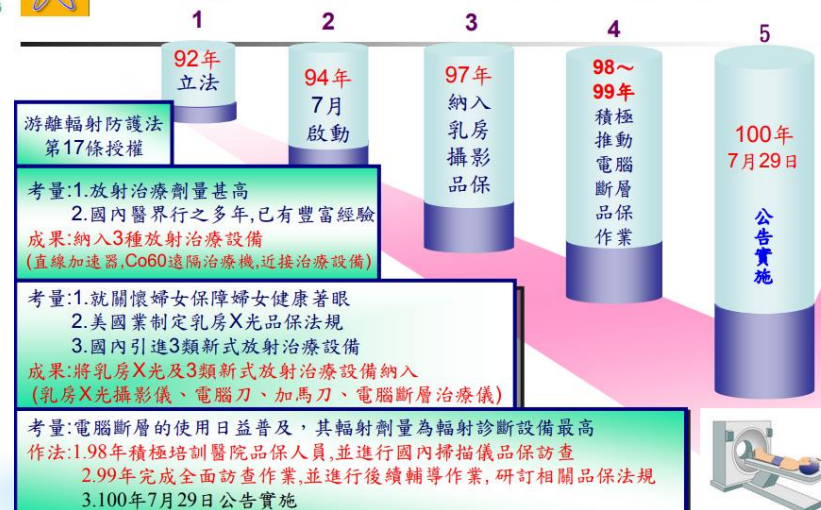 1
2
3
4
5
92年
立法
94年
7月
啟動
97年
納入
乳房
攝影
品保
98～
99年
積極
推動
電腦
斷層
品保
作業
100年
7月29日
公告實施
游離輻射防護法
第17條授權
考量:1.放射治療劑量甚高
2.國內醫界行之多年,已有豐富經驗
成果:納入3種放射治療設備
(直線加速器,Co60遠隔治療機,近接治療設備)
考量:1.就關懷婦女保障婦女健康著眼
2.美國業制定乳房X光品保法規
3.國內引進3類新式放射治療設備
成果:將乳房X光及3類新式放射治療設備納入
(乳房X光攝影儀、電腦刀、加馬刀、電腦斷層治療儀)
考量:電腦斷層的使用日益普及，其輻射劑量為輻射診斷設備最高
作法:1.98年積極培訓醫院品保人員,並進行國內掃描儀品保訪查
2.99年完成全面訪查作業,並進行後續輔導作業, 研訂相關品保法規
3.100年7月29日公告實施